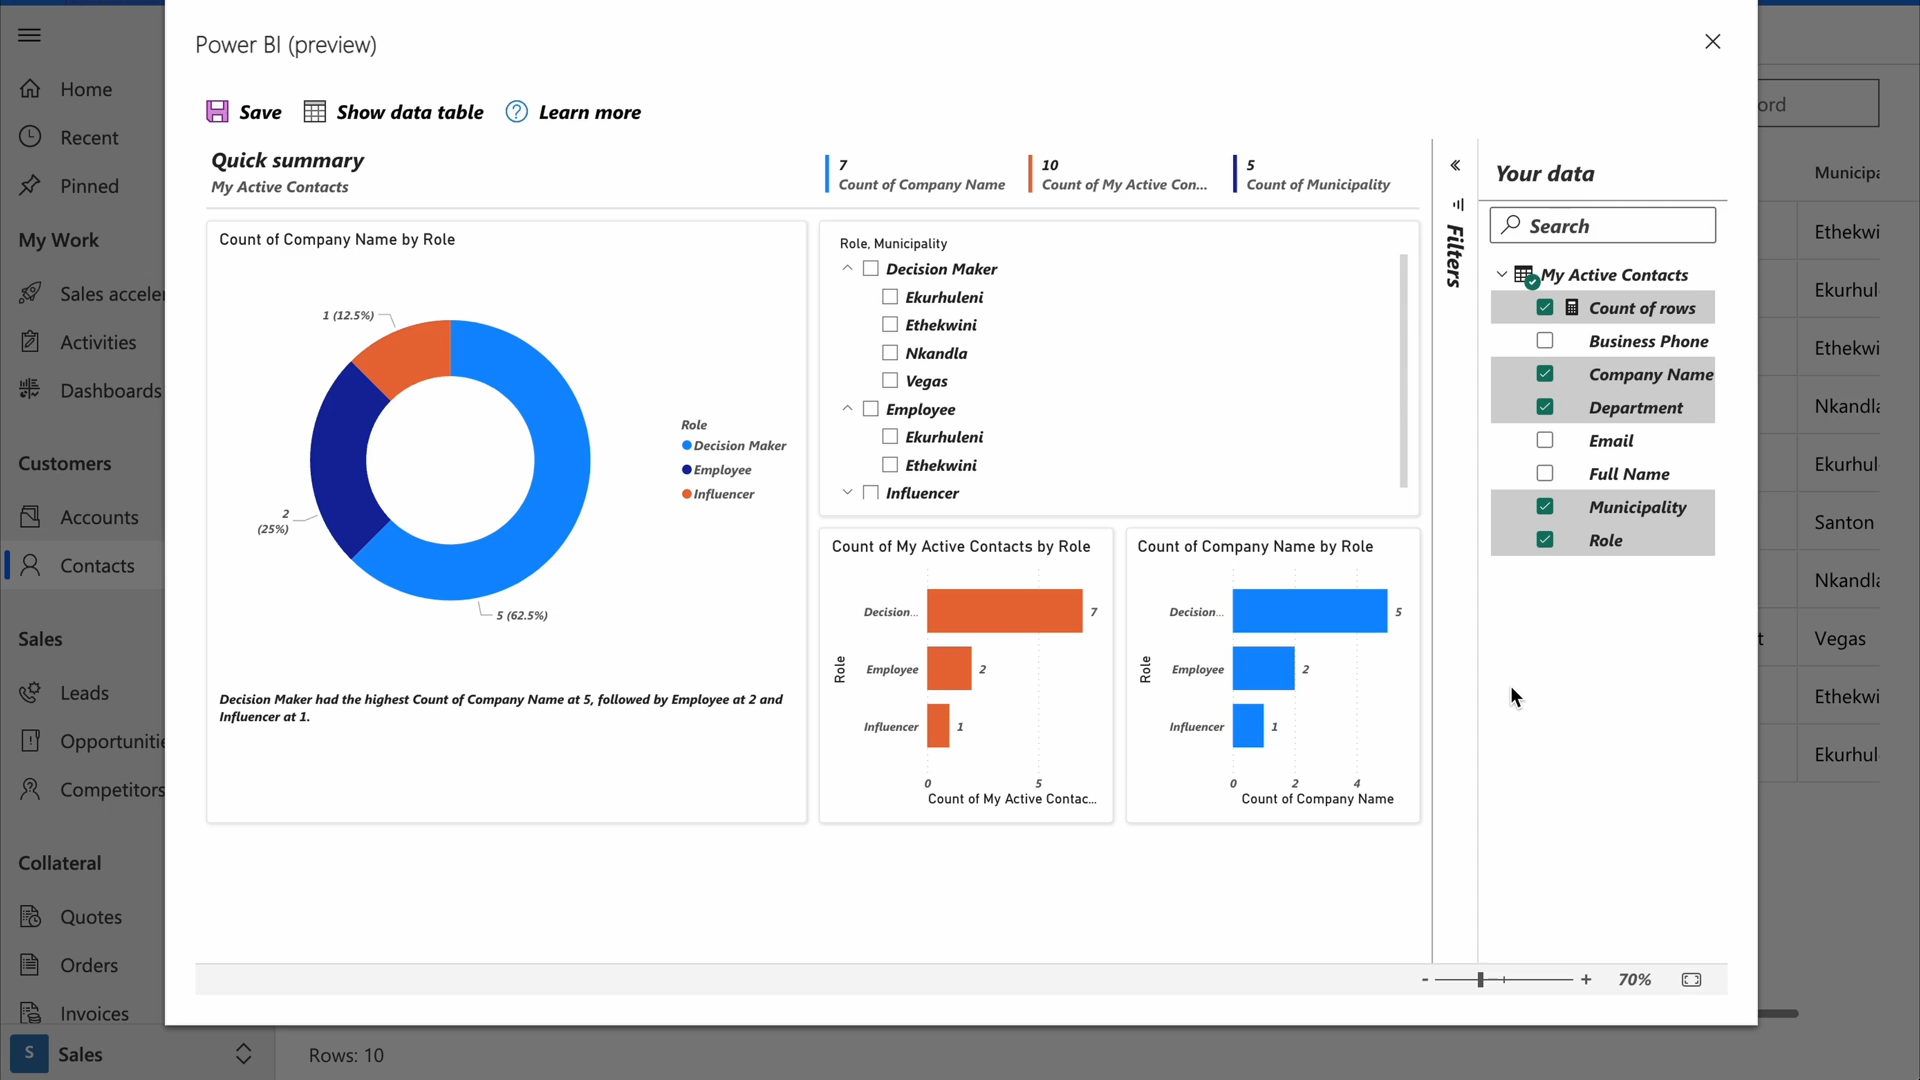 Power BI (preview)
Save
Show data table
Learn more
Quick summary
My Active Contacts
7
Count of Company Name
10
Count of My Active Con...
5
Count of Municipality
Count of Company Name by Role
1 (12.5%)
2
(25%)
5 (62.5%)
Role
Decision Maker
Employee
Influencer
Decision Maker had the highest Count of Company Name at 5, followed by Employee at 2 and
Influencer at 1.
Role, Municipality
Decision Maker
Ekurhuleni
Ethekwini
Nkandla
Vegas
Employee
Ekurhuleni
Ethekwini
Influencer
Count of My Active Contacts by Role
Role
Decision...
7
Employee
2
Influencer
1
0
5
Count of My Active Contac...
Count of Company Name by Role
Role
Decision...
5
Employee
2
Influencer
1
0
2
4
Count of Company Name
Filters
Your data
Search
My Active Contacts
Count of rows
Business Phone
Company Name
Department
Email
Full Name
Municipality
Role
-
+
70%
Home
Recent
Pinned
My Work
Sales acceler
Activities
Dashboards
Customers
Accounts
Contacts
Sales
Leads
Opportunitie
Competitors
Collateral
Quotes
Orders
Invoices
S
Sales
Rows: 10
ord
Municipa
Ethekwi
Ekurhul
Ethekwi
Nkandla
Ekurhul
Santon
Nkandla
t
Vegas
Ethekwi
Ekurhul